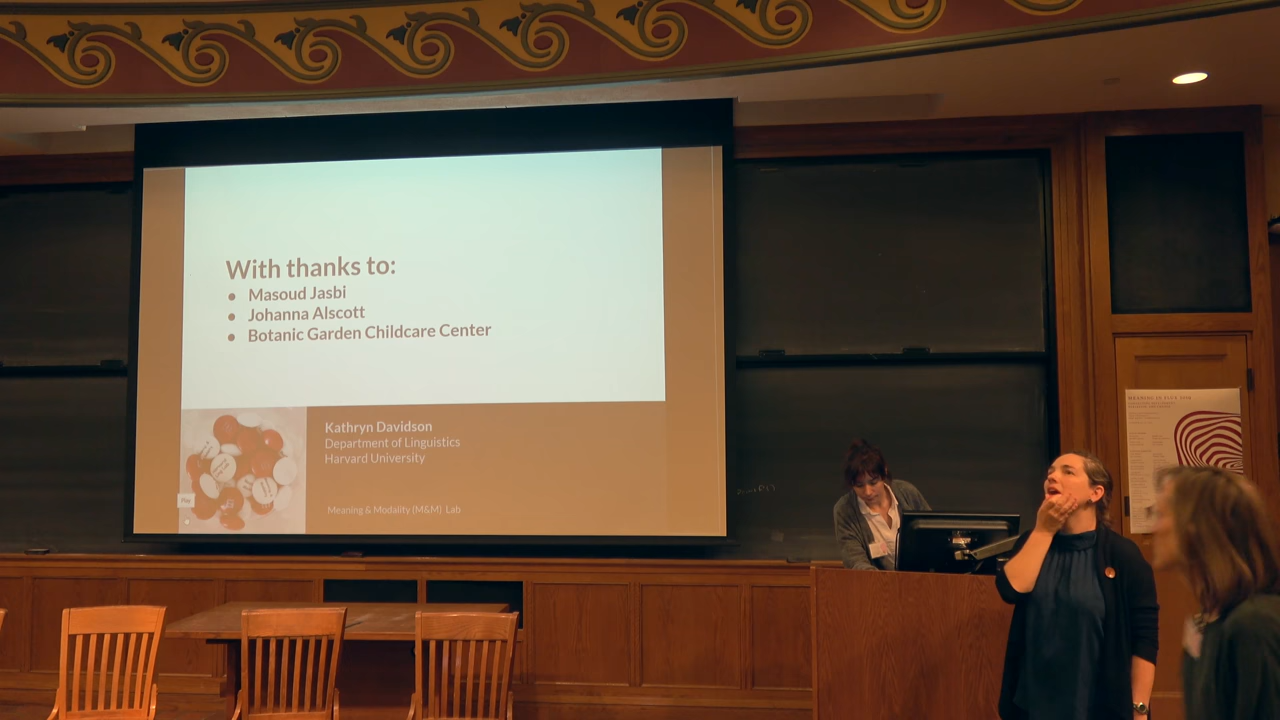 With thanks to:
● Masoud Jasbi
● Johanna Alscott
● Botanic Garden Childcare Center
Kathryn Davidson
Department of Linguistics
Harvard University
Play
Meaning & Modality (M&M) Lab